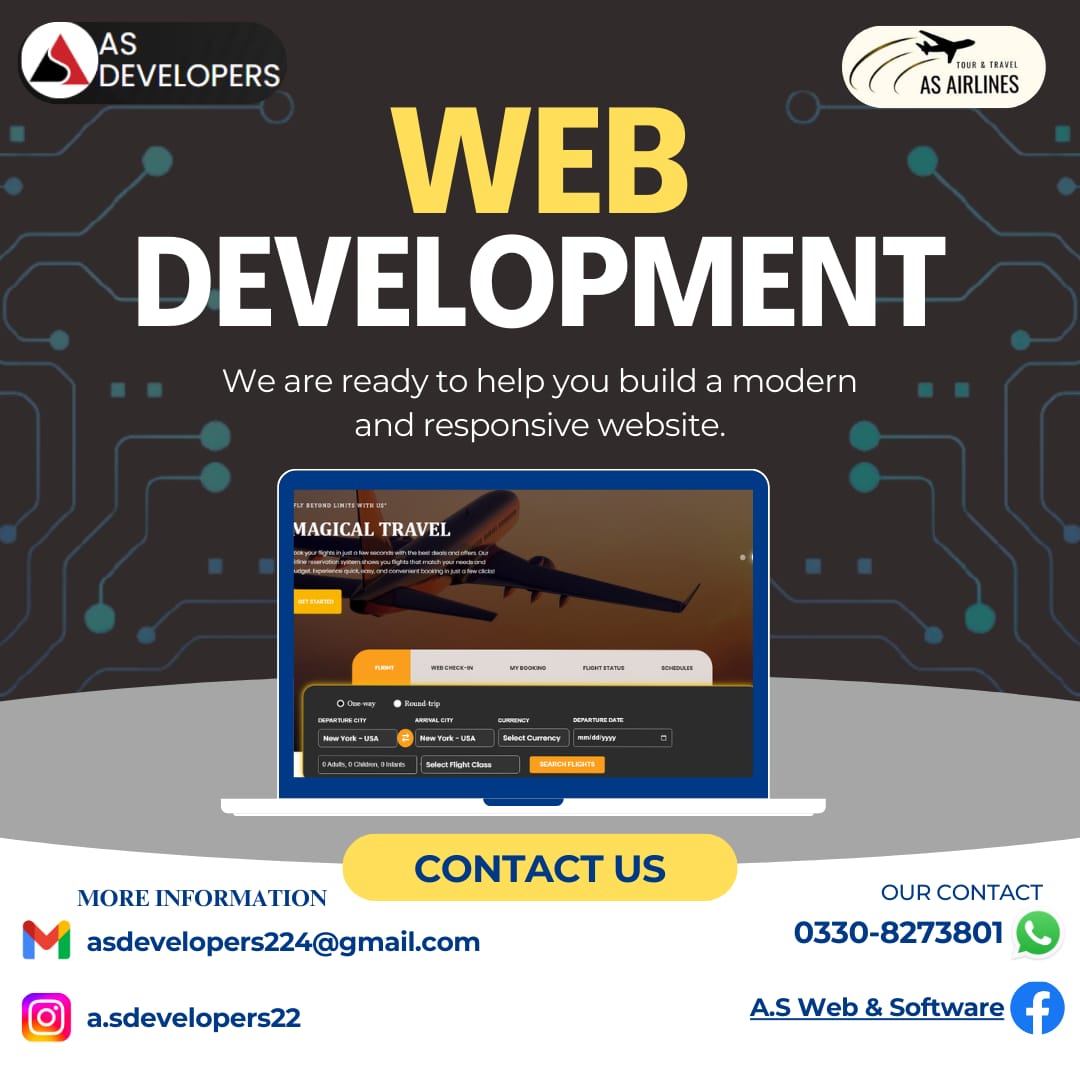 AS
DEVELOPERS
TOUR & TRAVEL
AS AIRLINES
WEB
DEVELOPMENT
We are ready to help you build a modern
and responsive website.
FLY BEYOND LIMITS WITH US"
MAGICAL TRAVEL
your flights in just a few seconds with the best deals and offers. Our
reservation system shows you flights that match your needs and
budget. Experience quick, easy, and convenient booking in just a few clicks!
GET STARTED
FLIGHT WEB CHECK-IN MY BOOKING FLIGHT STATUS SCHEDULES
One-way Round-trip
DEPARTURE CITY ARRIVAL CITY CURRENCY DEPARTURE DATE
New York - USA New York - USA Select Currency mm/dd/yyyy
0 Adults, 0 Children, 0 Infants Select Flight Class SEARCH FLIGHTS
CONTACT US
MORE INFORMATION
asdevelopers224@gmail.com
a.sdevelopers22
OUR CONTACT
0330-8273801
A.S Web & Software